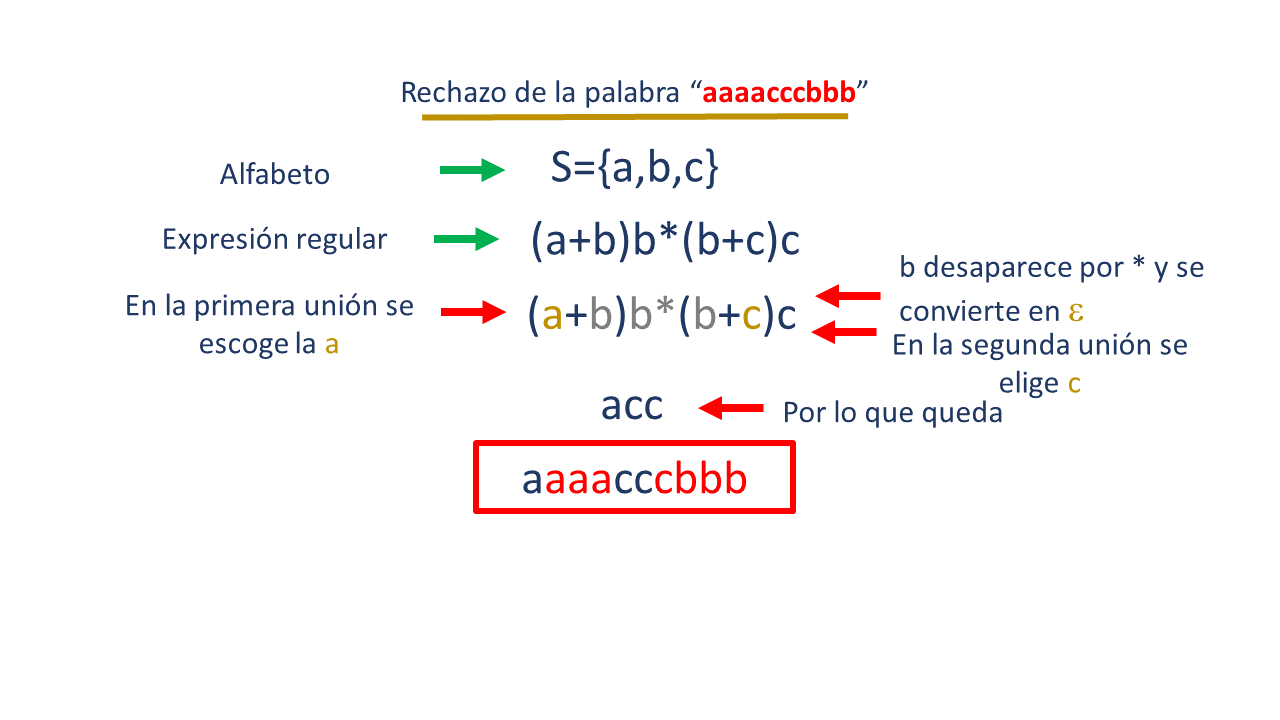 Rechazo de la palabra “aaaacccbbb”
Alfabeto
S={a,b,c}
Expresión regular
(a+b)b*(b+c)c
En la primera unión se
escoge la a
(a+b)b*(b+c)c
b desaparece por * y se
convierte en ε
En la segunda unión se
elige c
acc
Por lo que queda
aaaacccbbb